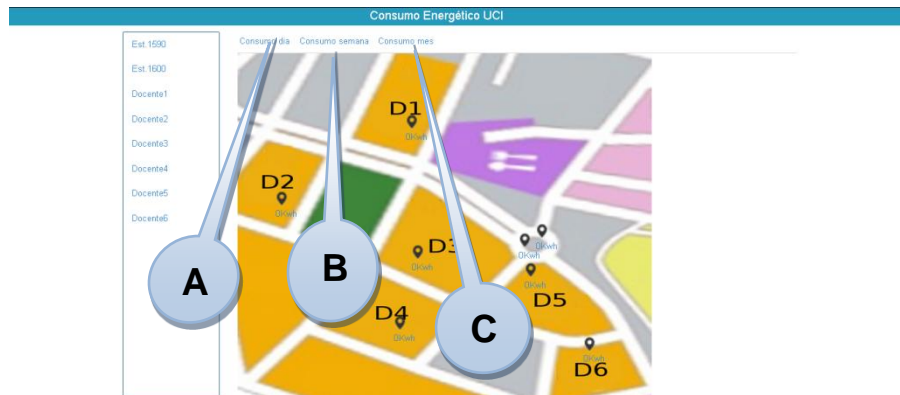 Consumo Energético UCI
Est.1590
Est.1600
Docente1
Docente2
Docente3
Docente4
Docente5
Docente6
Consumo dia Consumo semana Consumo mes
D1
0Kwh
D2
0Kwh
D3
0Kwh
0Kwh
0Kwh
0Kwh
D5
D4
0Kwh
0Kwh
D6
A
B
C